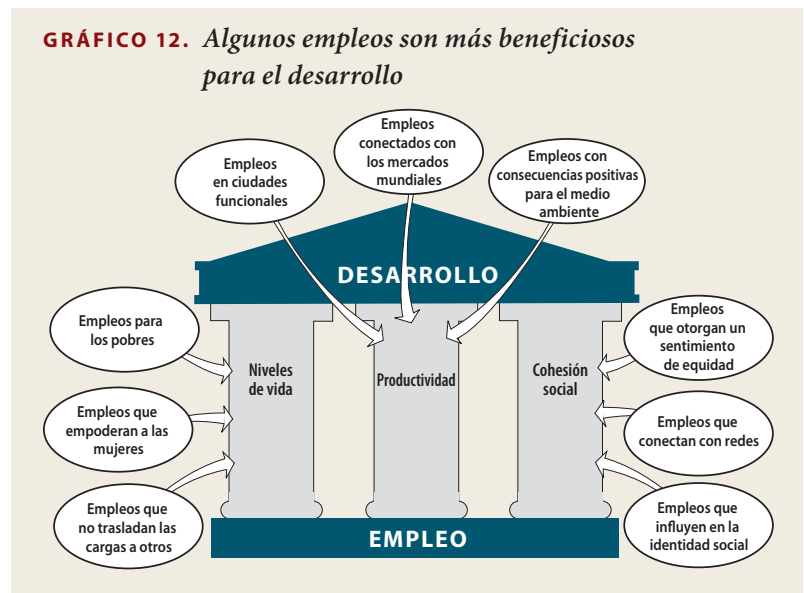 GRÁFICO 12. Algunos empleos son más beneficiosos
para el desarrollo
Empleos
en ciudades
funcionales
Empleos
conectados con
los mercados
mundiales
Empleos con
consecuencias positivas
para el medio
ambiente
DESARROLLO
Empleos para
los pobres
Empleos que
empoderan a las
mujeres
Empleos que
no trasladan las
cargas a otros
Niveles
de vida
Productividad
Cohesión
social
Empleos
que otorgan un
sentimiento
de equidad
Empleos que
conectan con redes
Empleos que
influyen en la
identidad social
EMPLEO